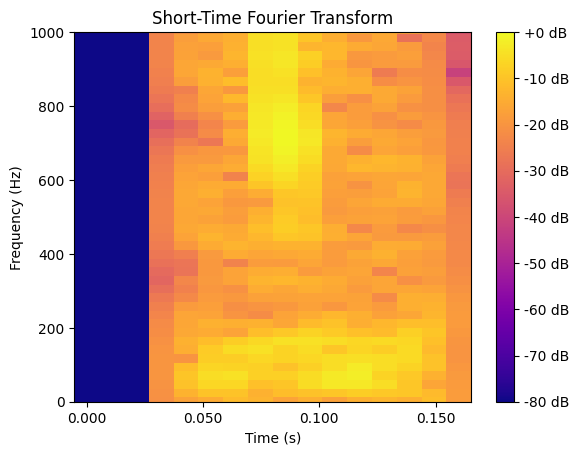 Short-Time Fourier Transform
Frequency (Hz)
1000
800
600
400
200
0
0.000
0.050
0.100
0.150
Time (s)
+0 dB
-10 dB
-20 dB
-30 dB
-40 dB
-50 dB
-60 dB
-70 dB
-80 dB